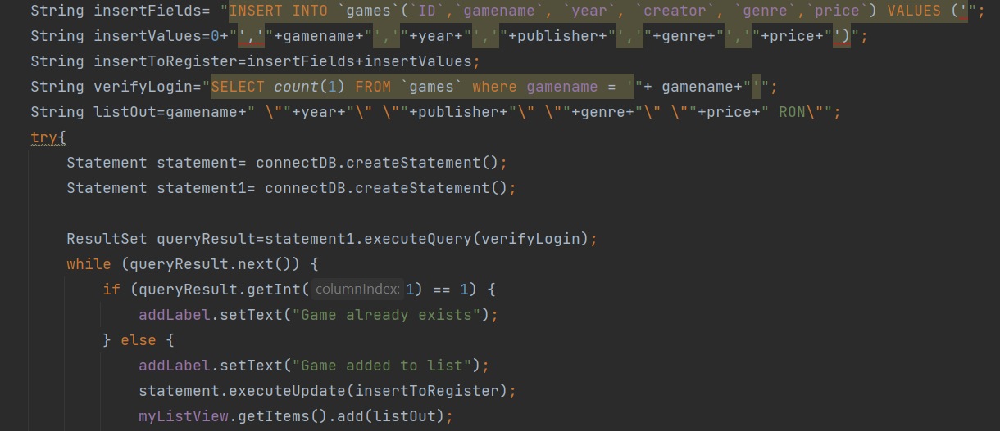 String insertFields= "INSERT INTO `games`(`ID`,`gamename`, `year`, `creator`, `genre`,`price`) VALUES ('";
String insertValues=0+"','"+gamename+"','"+year+"','"+publisher+"','"+genre+"','"+price+"')";
String insertToRegister=insertFields+insertValues;
String verifyLogin="SELECT count(1) FROM `games` where gamename = '"+ gamename+"'";
String listOut=gamename+" \""+year+"\" \""+publisher+"\" \""+genre+"\" \""+price+" RON\"";
try{
Statement statement= connectDB.createStatement();
Statement statement1= connectDB.createStatement();
ResultSet queryResult=statement1.executeQuery(verifyLogin);
while (queryResult.next()) {
if (queryResult.getInt( columnIndex: 1) == 1) {
addLabel.setText("Game already exists");
} else {
addLabel.setText("Game added to list");
statement.executeUpdate(insertToRegister);
myListView.getItems().add(listOut);